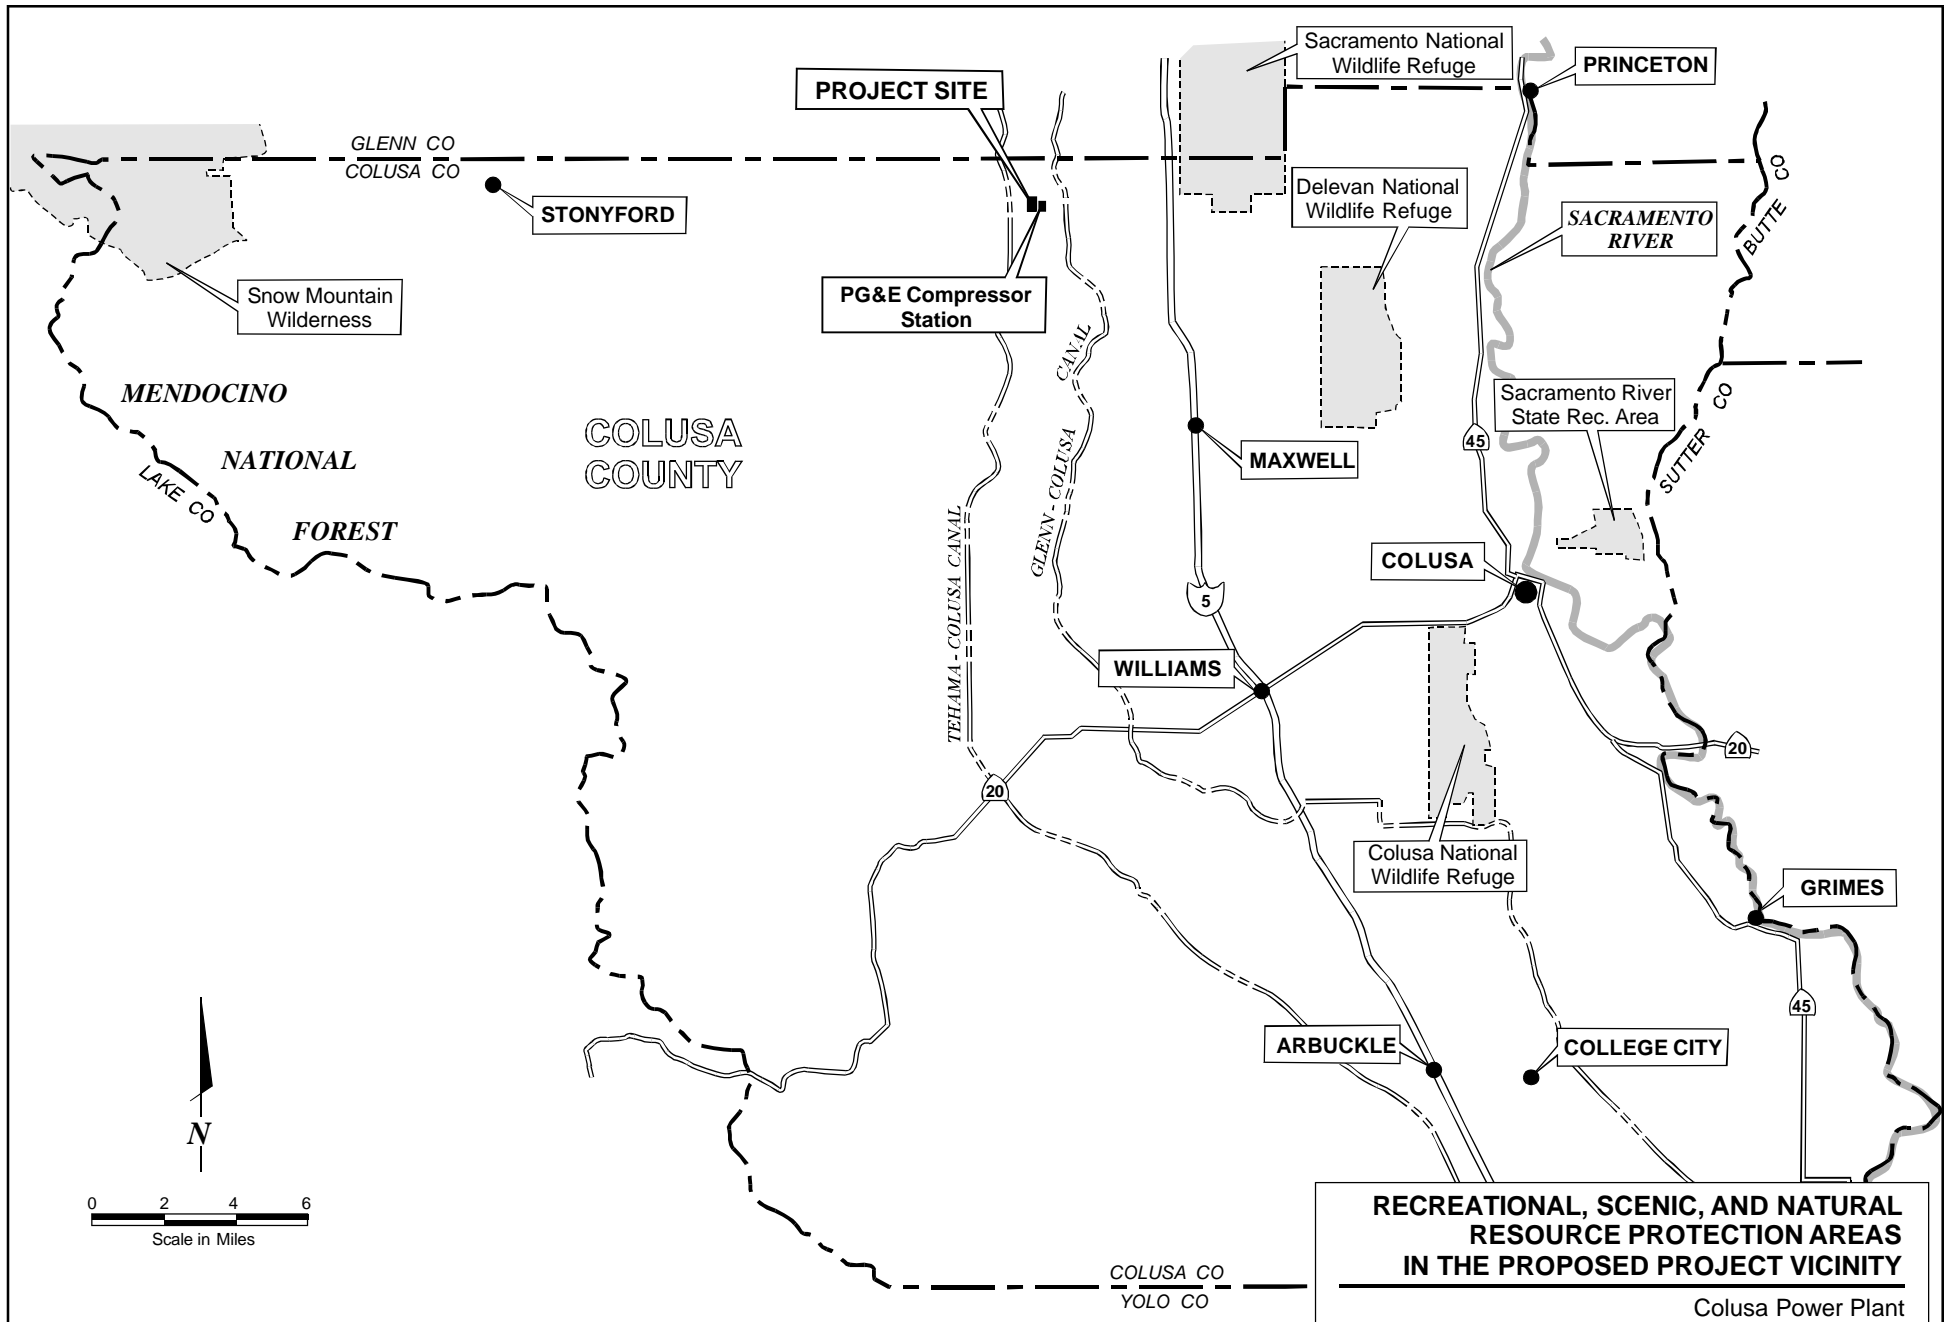 Sacramento National
Wildlife Refuge
PRINCETON
PROJECT SITE
GLENN CO
COLUSA CO
STONYFORD
Delevan National
Wildlife Refuge
SACRAMENTO
RIVER
CO
BUTTE
Snow Mountain
Wilderness
PG&E Compressor
Station
CANAL
MENDOCINO
NATIONAL
FOREST
LAKE CO
COLUSA
COUNTY
Sacramento River
State Rec. Area
CO
SUTTER
45
MAXWELL
GLENN - COLUSA
TEHAMA - COLUSA CANAL
COLUSA
5
WILLIAMS
20
20
Colusa National
Wildlife Refuge
GRIMES
45
ARBUCKLE
COLLEGE CITY
N
0 2 4 6
Scale in Miles
COLUSA CO
YOLO CO
RECREATIONAL, SCENIC, AND NATURAL
RESOURCE PROTECTION AREAS
IN THE PROPOSED PROJECT VICINITY
Colusa Power Plant